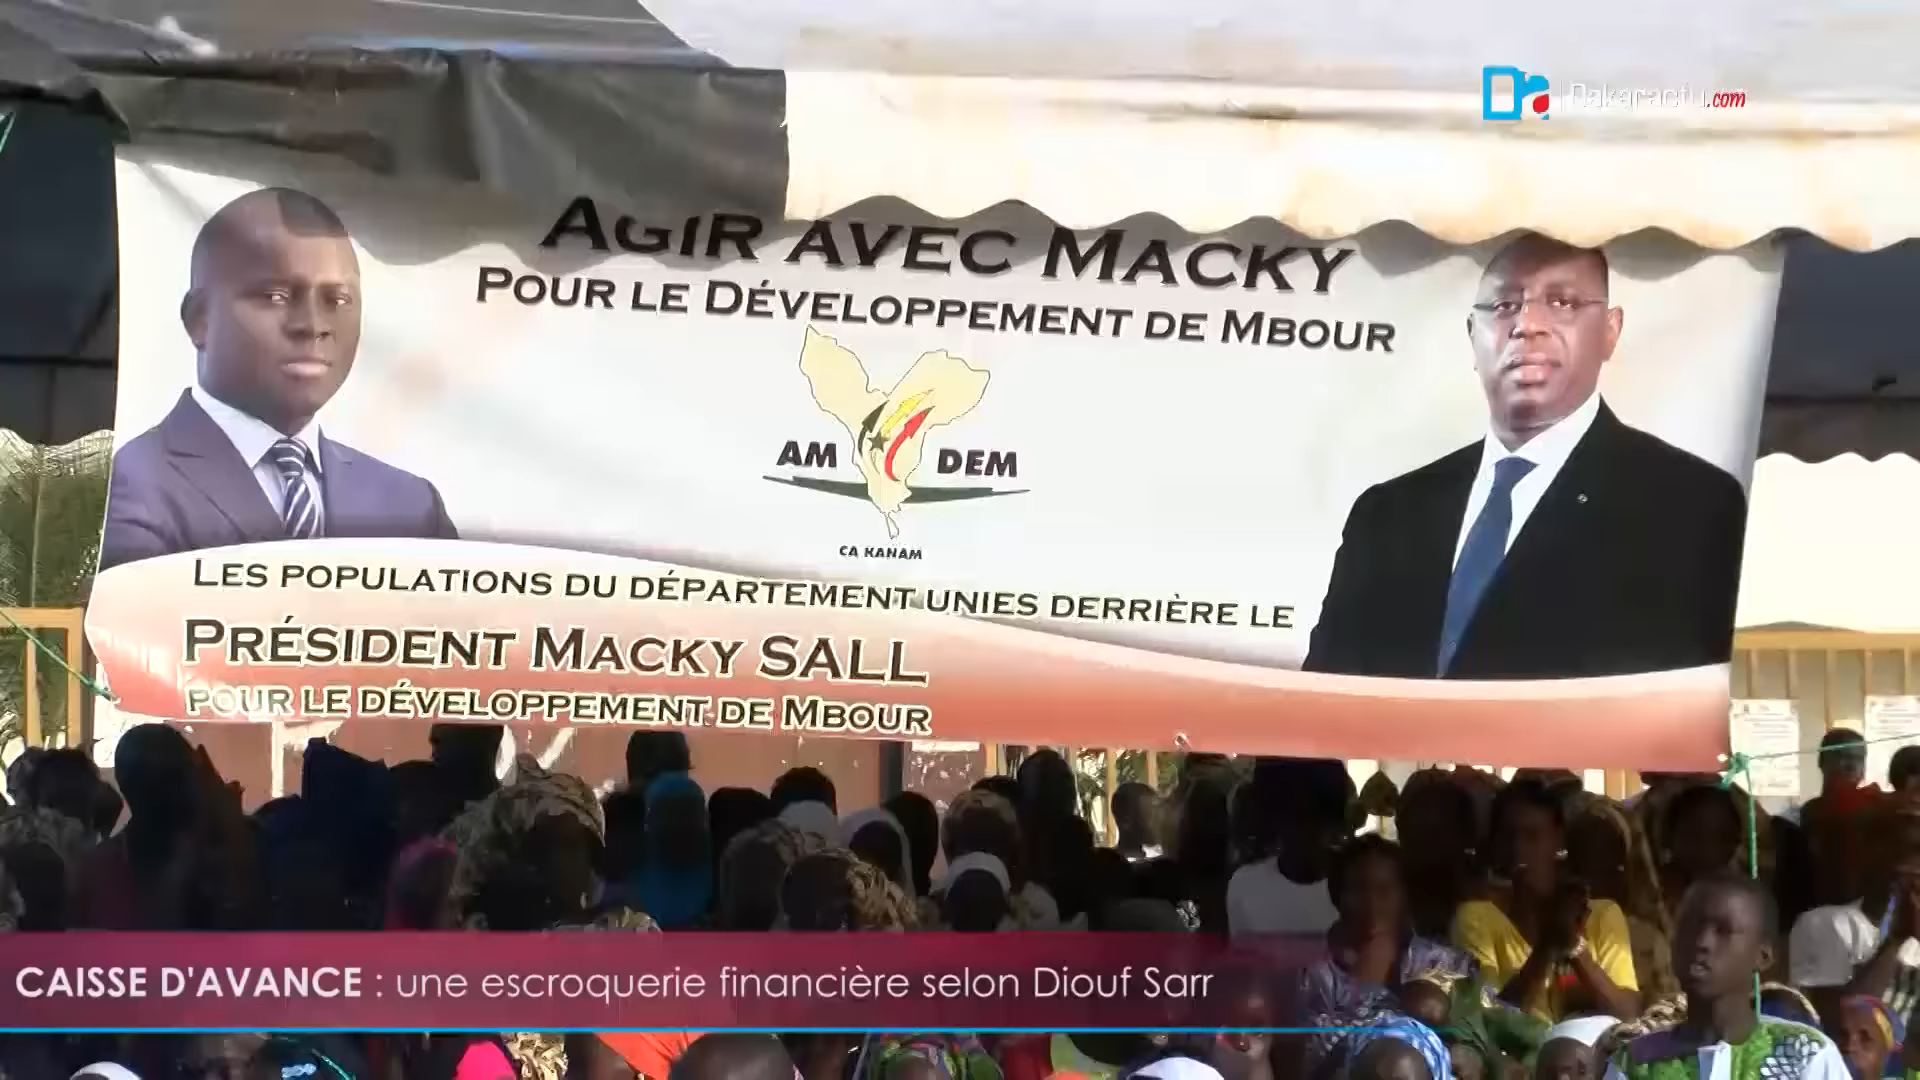 Dakaractu.com
AGIR AVEC MACKY
POUR LE DÉVELOPPEMENT DE MBOUR
AM DEM
CA KANAM
LES POPULATIONS DU DÉPARTEMENT UNIES DERRIÈRE LE
PRÉSIDENT MACKY SALL
POUR LE DÉVELOPPEMENT DE MBOUR
CAISSE D'AVANCE : une escroquerie financière selon Diouf Sarr